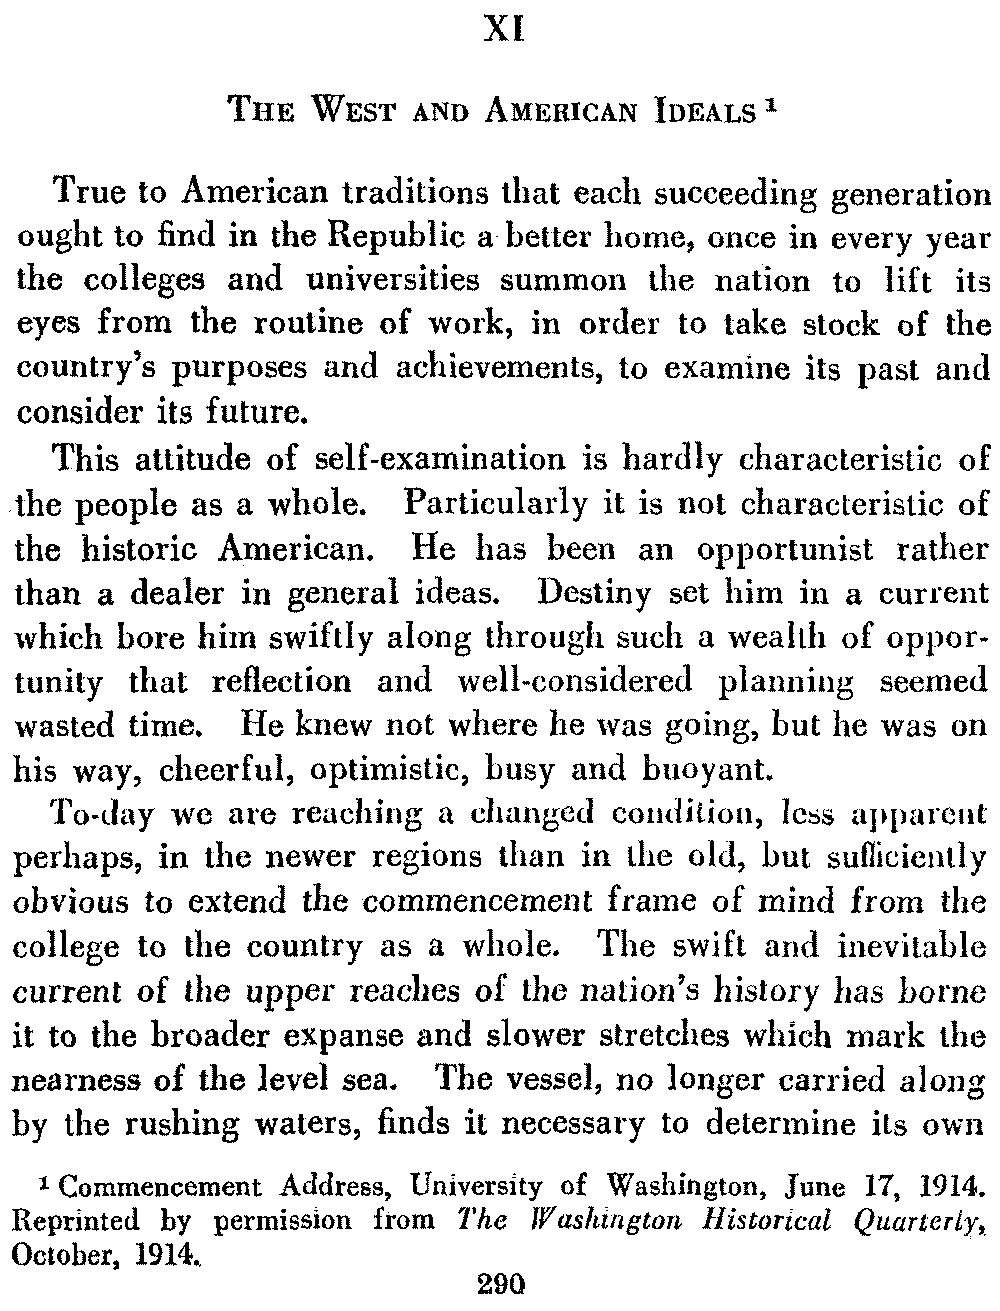 XI
THE WEST AND AMERICAN IDEALS ¹
True to American traditions that each succeeding generation
ought to find in the Republic a better home, once in every year
the colleges and universities summon the nation to lift its
eyes from the routine of work, in order to take stock of the
country's purposes and achievements, to examine its past and
consider its future.
This attitude of self-examination is hardly characteristic of
the people as a whole. Particularly it is not characteristic of
the historic American. He has been an opportunist rather
than a dealer in general ideas. Destiny set him in a current
which bore him swiftly along through such a wealth of oppor-
tunity that reflection and well-considered planning seemed
wasted time. He knew not where he was going, but he was on
his way, cheerful, optimistic, busy and buoyant.
To-day we are reaching a changed condition, less apparent
perhaps, in the newer regions than in the old, but sufficiently
obvious to extend the commencement frame of mind from the
college to the country as a whole. The swift and inevitable
current of the upper reaches of the nation's history has borne
it to the broader expanse and slower stretches which mark the
nearness of the level sea. The vessel, no longer carried along
by the rushing waters, finds it necessary to determine its own
¹ Commencement Address, University of Washington, June 17, 1914.
Reprinted by permission from The Washington Historical Quarterly,
October, 1914.
290